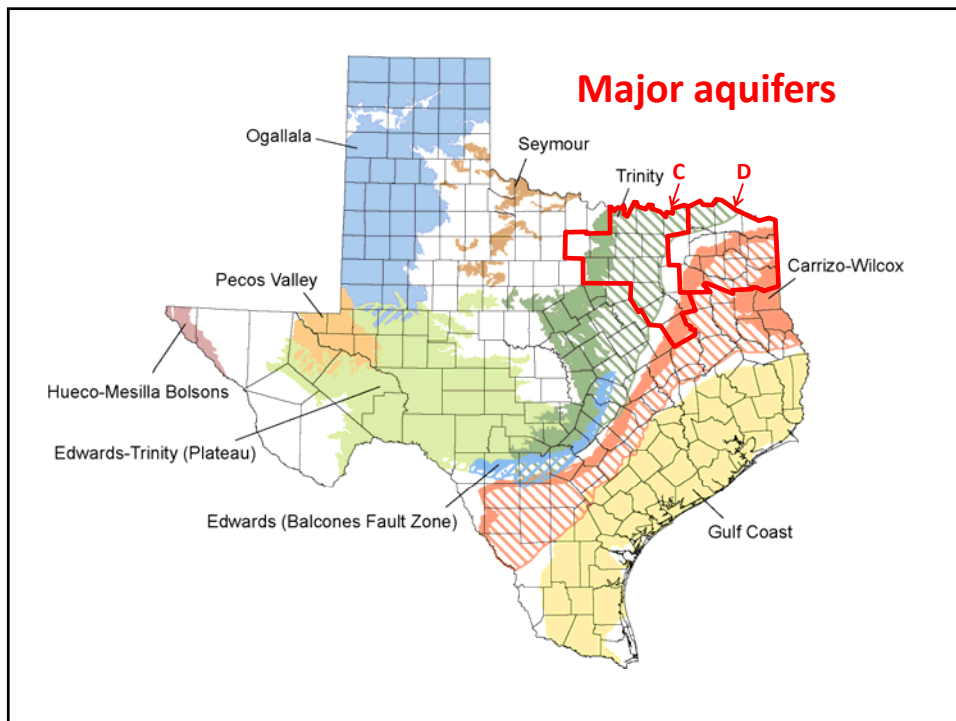 Major aquifers
Ogallala
Seymour
Trinity
C
D
Pecos Valley
Carrizo-Wilcox
Hueco-Mesilla Bolsons
Edwards-Trinity (Plateau)
Edwards (Balcones Fault Zone)
Gulf Coast